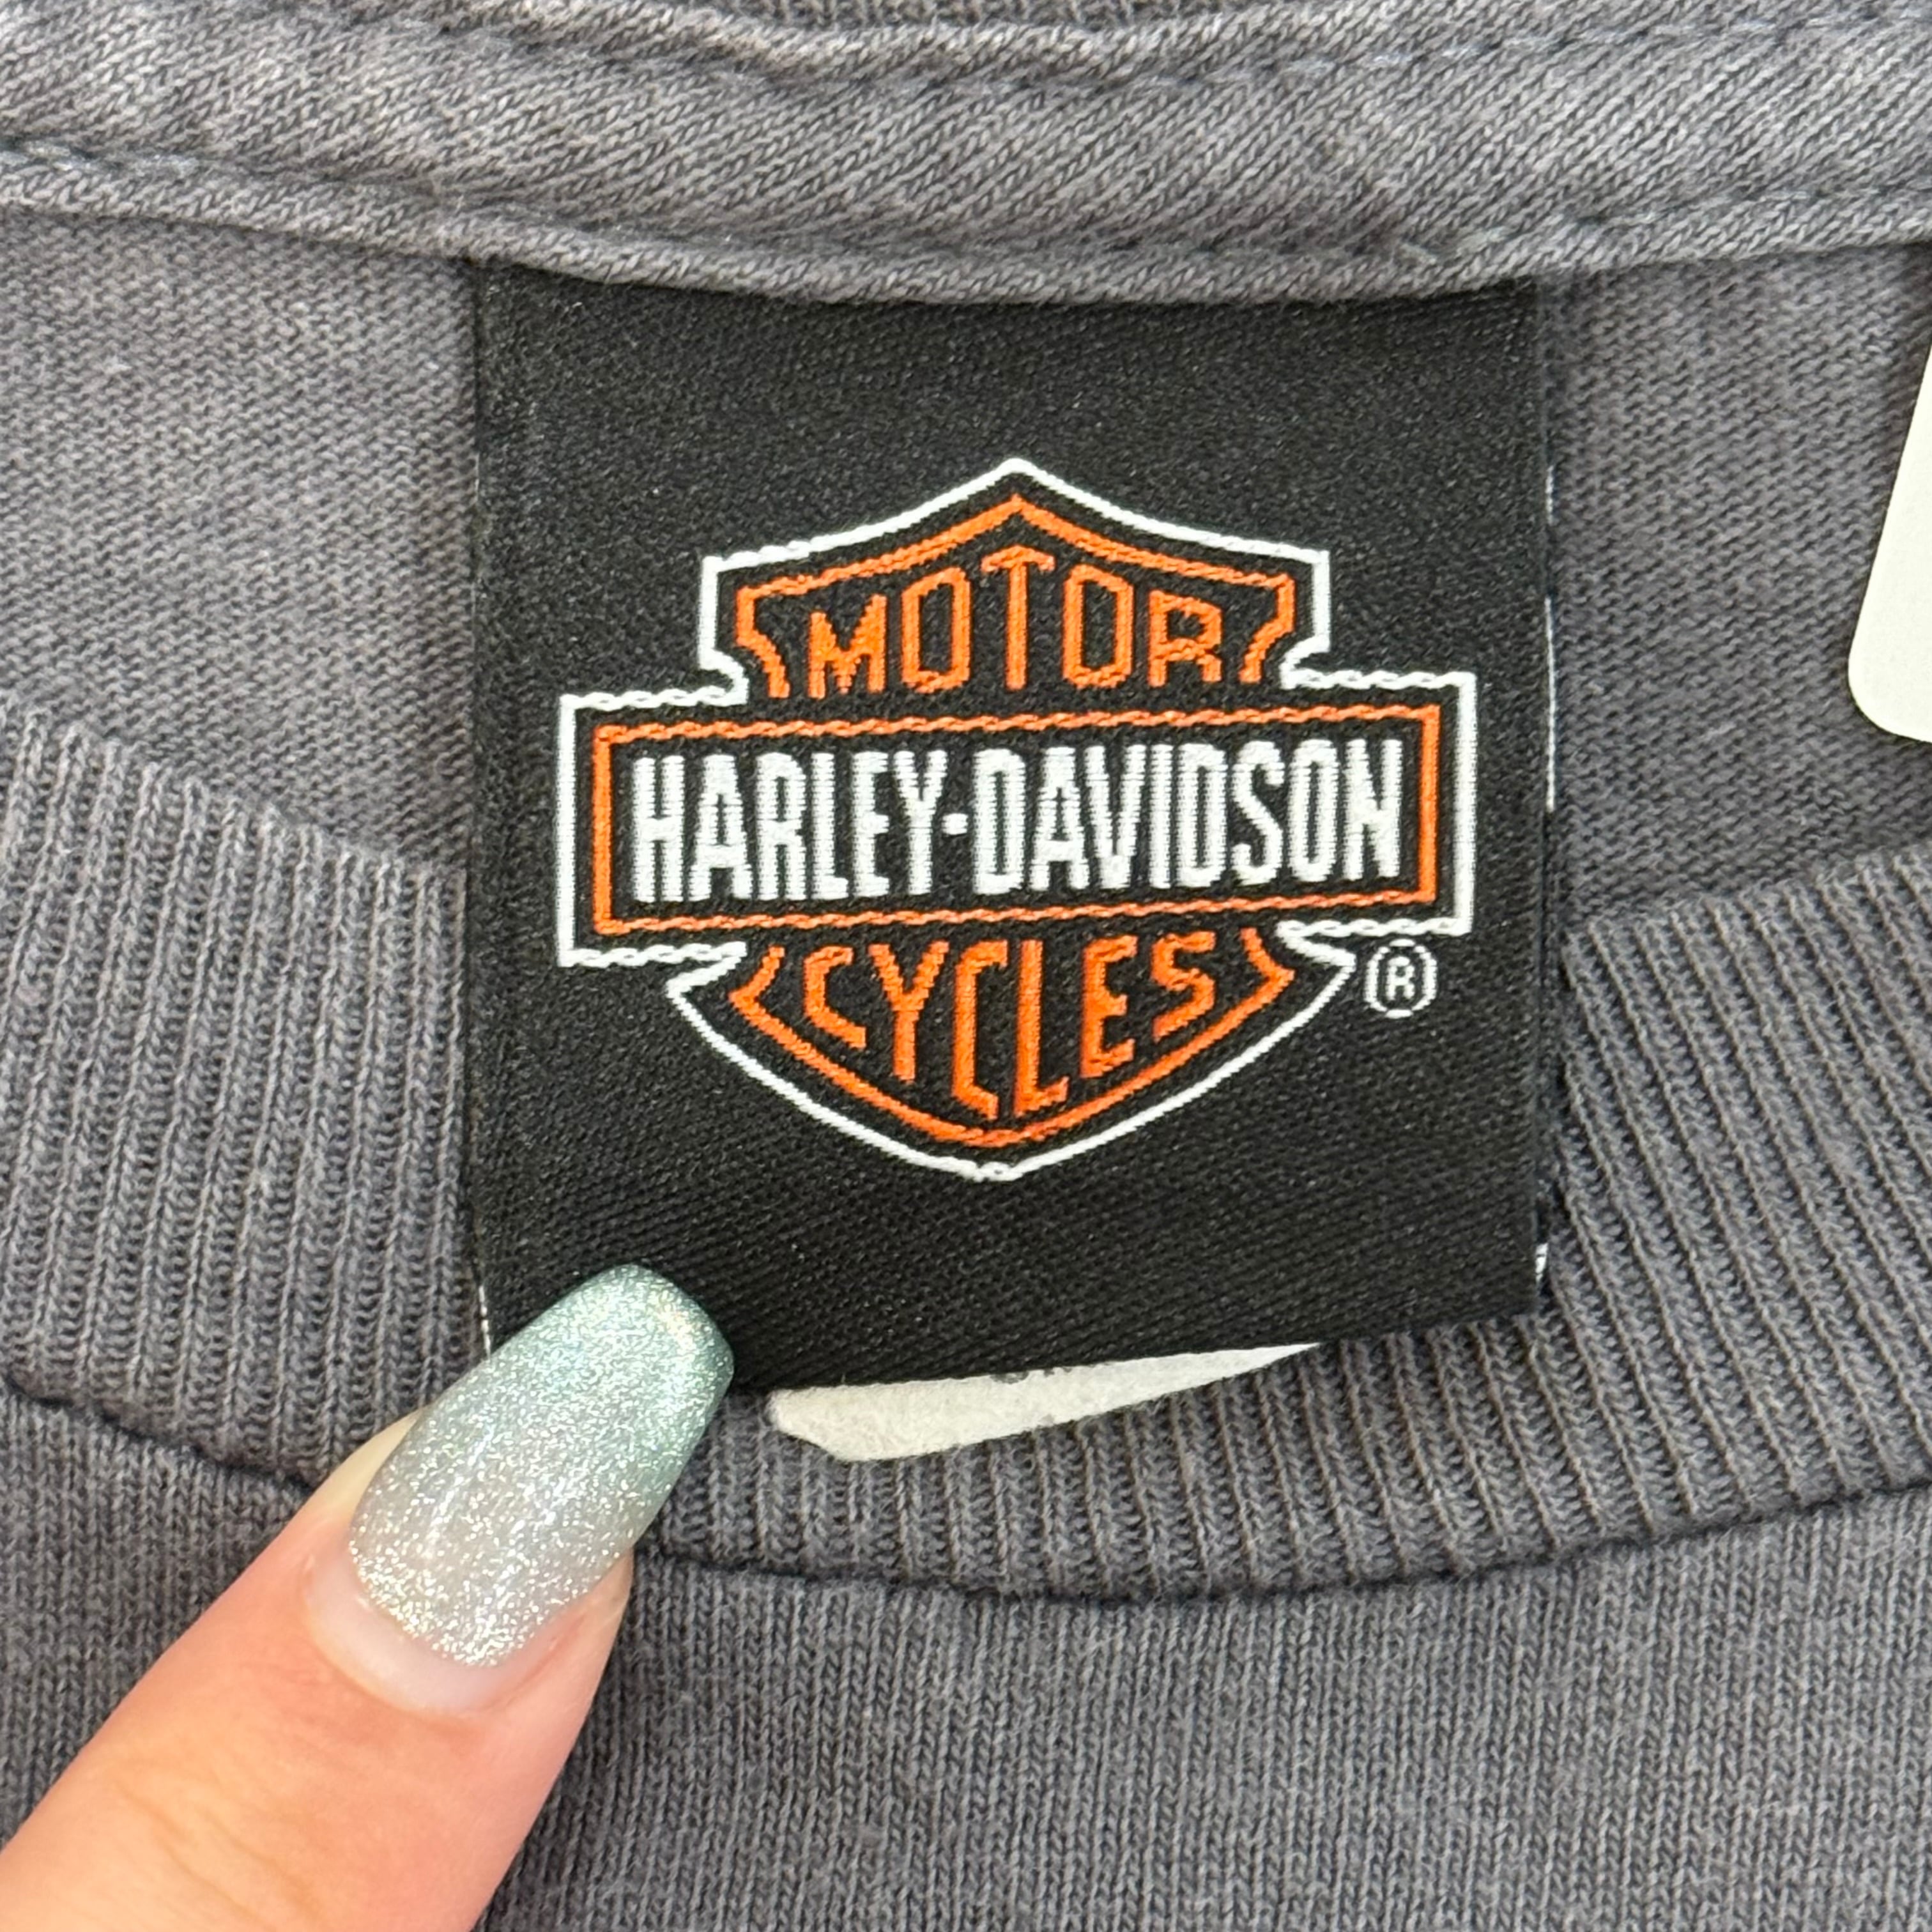 MOTOR
HARLEY-DAVIDSON
CYCLES
®